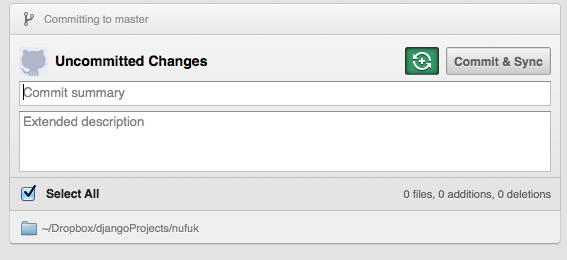 Committing to master
Uncommitted Changes
Commit & Sync
Commit summary
Extended description
Select All
0 files, 0 additions, 0 deletions
~/Dropbox/djangoProjects/nufuk